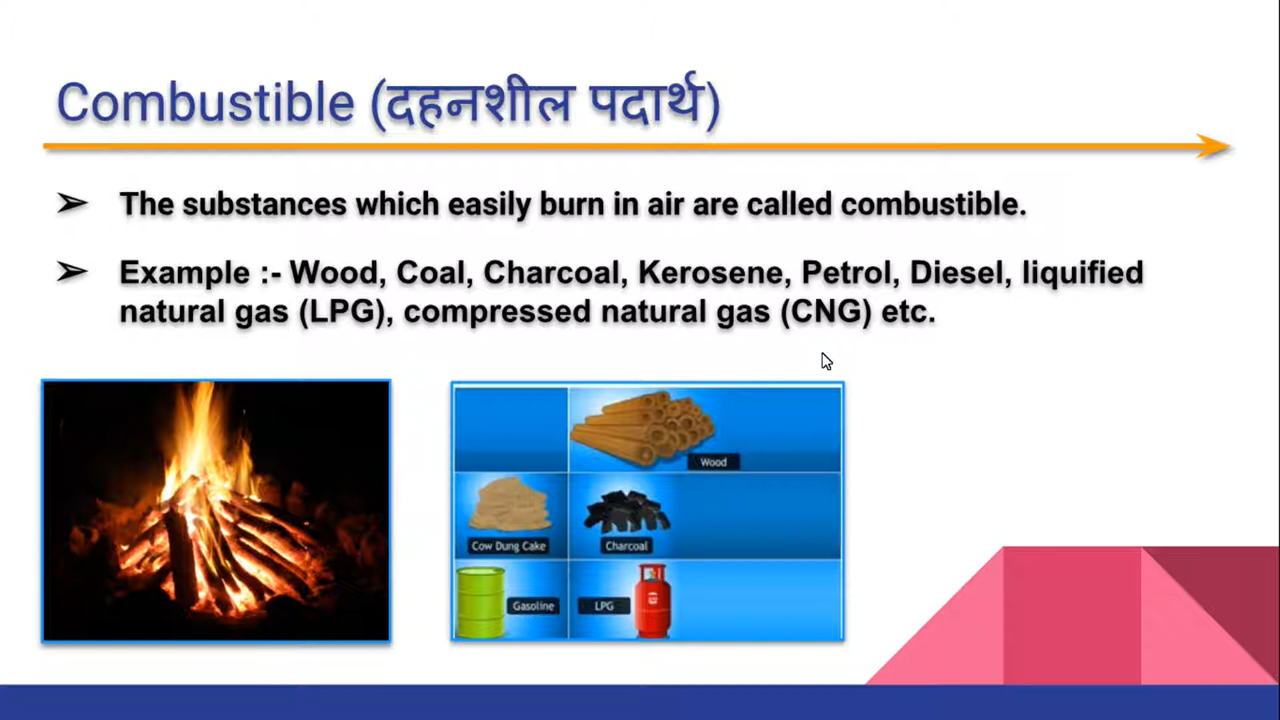 Combustible (दहनशील पदार्थ)
➢ The substances which easily burn in air are called combustible.
➢ Example :- Wood, Coal, Charcoal, Kerosene, Petrol, Diesel, liquified
natural gas (LPG), compressed natural gas (CNG) etc.
Wood
Cow Dung Cake
Charcoal
Gasoline
LPG